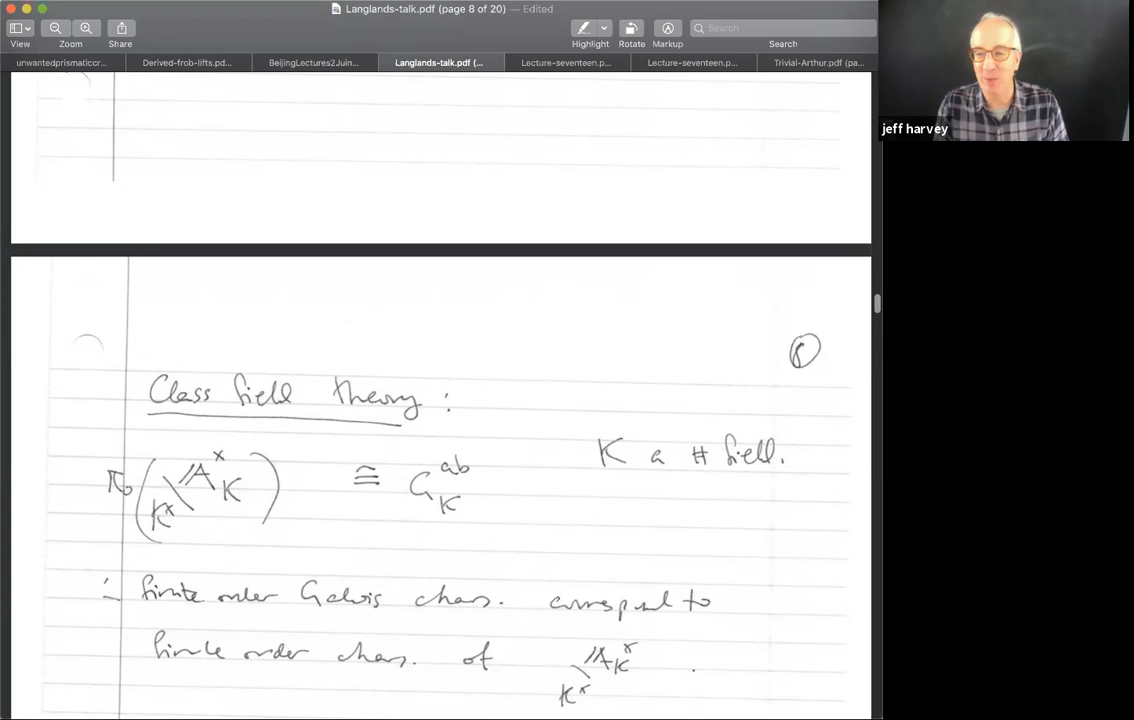 Langlands-talk.pdf (page 8 of 20) — Edited
View
Zoom
Share
Highlight
Rotate
Markup
Search
Search
unwantedprismaticcr...
Derived-frob-lifts.pd...
BeijingLectures2Juin...
Langlands-talk.pdf (...
Lecture-seventeen.p...
Lecture-seventeen.p...
Trivial-Arthur.pdf (pa...
jeff harvey
8
Class field theory:
K a # field.
π₀(K^×\𝔸_K^×) ≅ G_K^ab
∴ finite order Galois chars. correspond to
finite order chars. of K^×\𝔸_K^×.